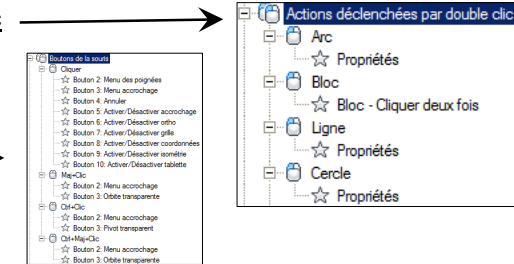 Actions déclenchées par double clic
Arc
Propriétés
Bloc
Bloc - Cliquer deux fois
Ligne
Propriétés
Cercle
Propriétés
Boutons de la souris
Cliquer
Bouton 2: Menu des poignées
Bouton 3: Menu accrochage
Bouton 4: Annuler
Bouton 5: Activer/Désactiver accrochage
Bouton 6: Activer/Désactiver ortho
Bouton 7: Activer/Désactiver grille
Bouton 8: Activer/Désactiver coordonnées
Bouton 9: Activer/Désactiver isométrie
Bouton 10: Activer/Désactiver tablette
Maj+Clic
Bouton 2: Menu accrochage
Bouton 3: Orbite transparente
Ctrl+Clic
Bouton 2: Menu accrochage
Bouton 3: Pivot transparent
Ctrl+Maj+Clic
Bouton 2: Menu accrochage
Bouton 3: Orbite transparente